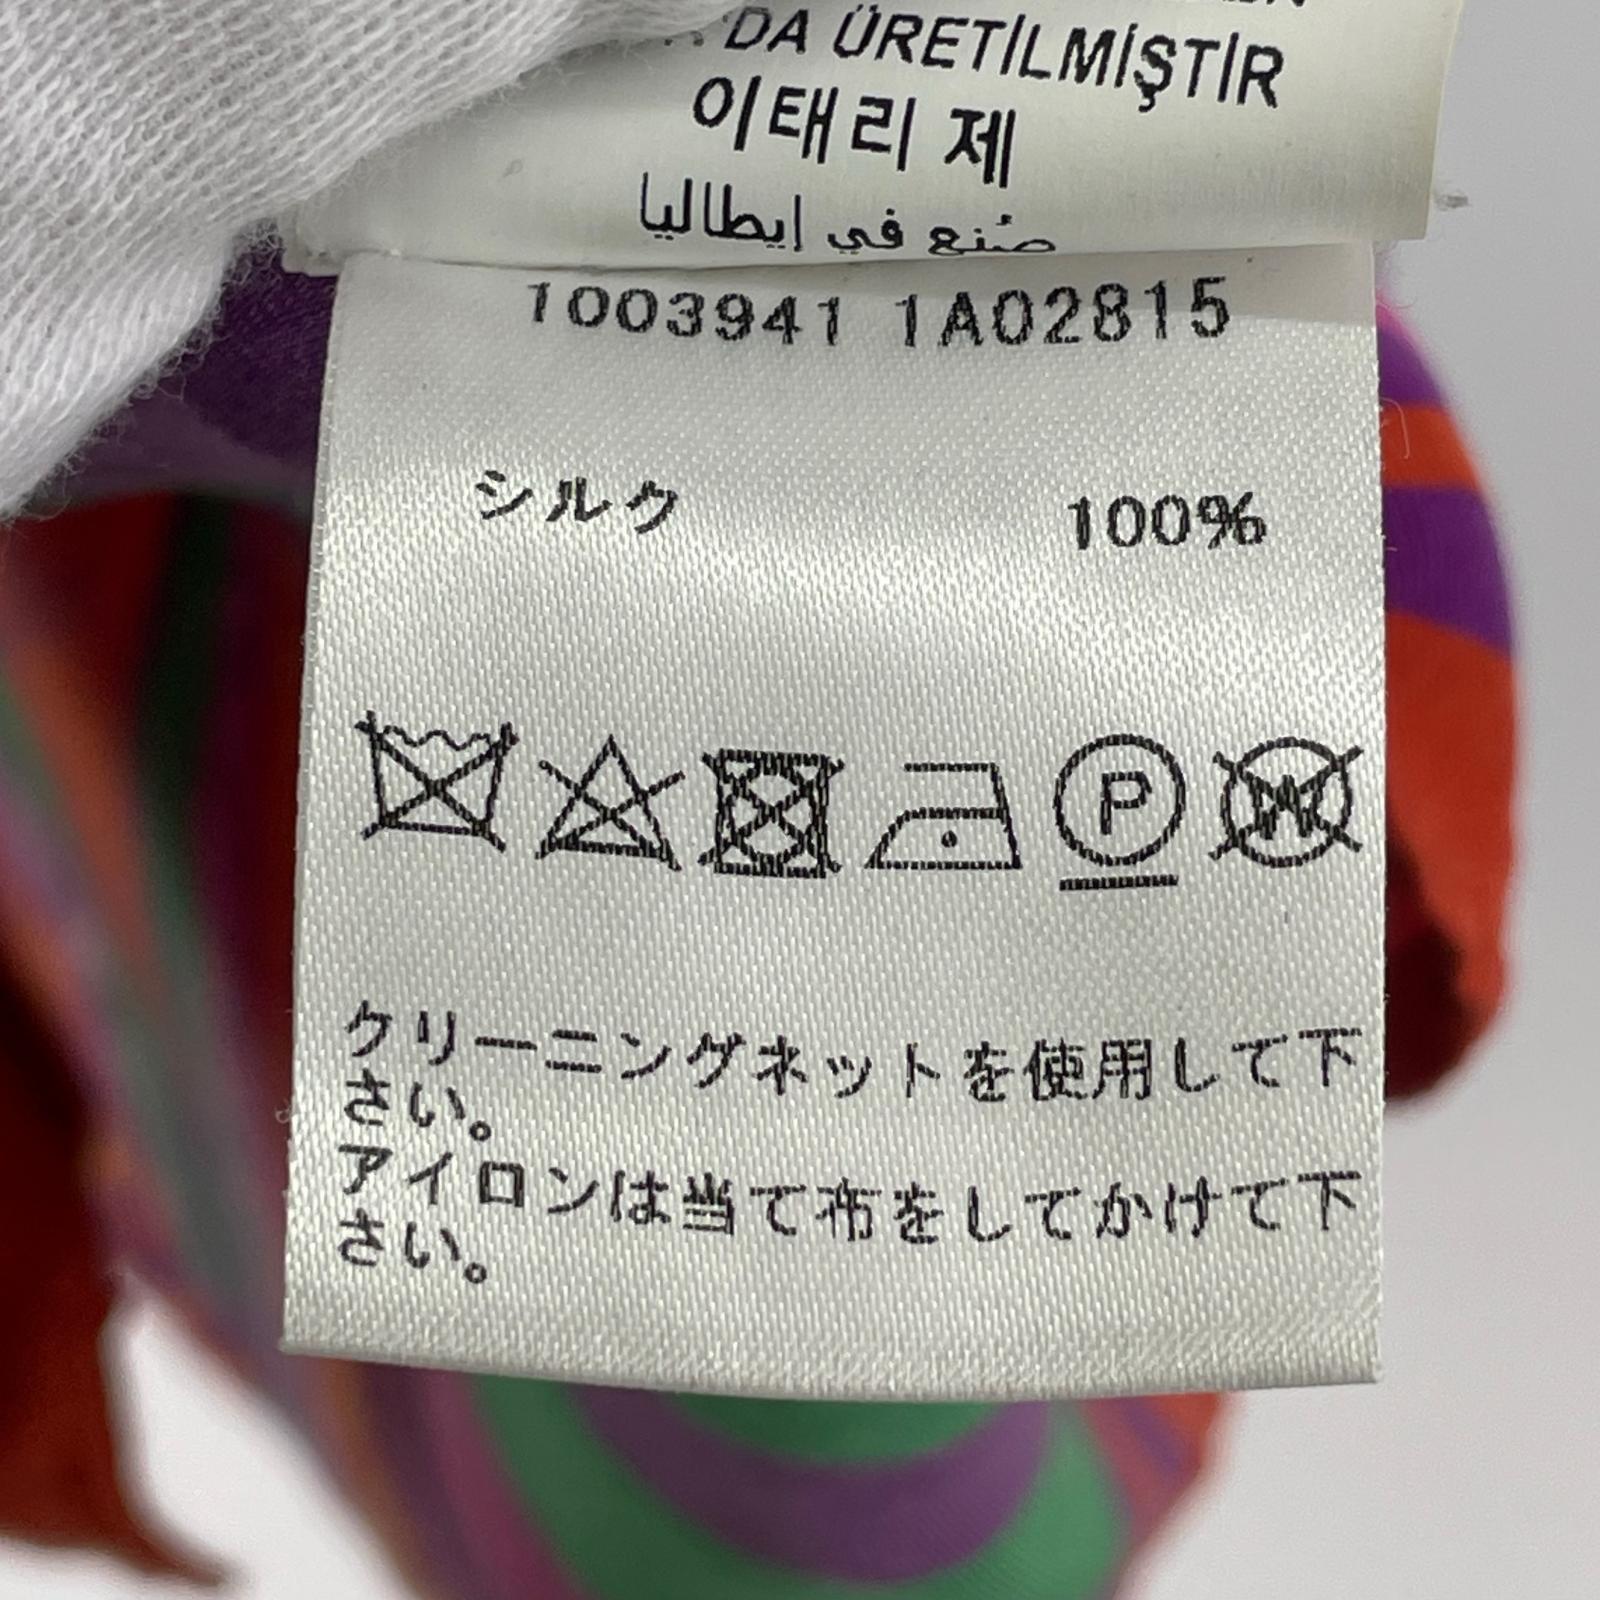 'DA ÜRETİLMİŞTİR
이태리 제
صُنع في إيطاليا
1003941 1A02815
シルク 100%
P W
クリーニングネットを使用して下
さい。
アイロンは当て布をしてかけて下
さい。